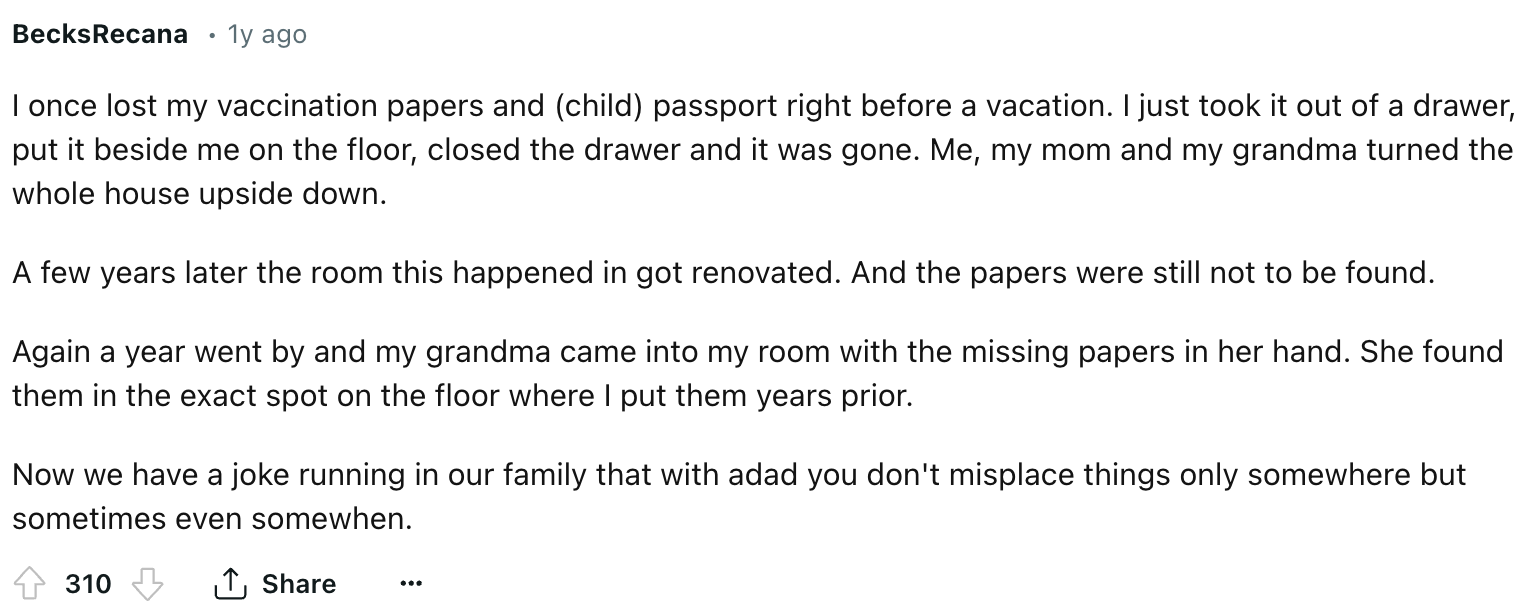 BecksRecana • 1y ago
I once lost my vaccination papers and (child) passport right before a vacation. I just took it out of a drawer,
put it beside me on the floor, closed the drawer and it was gone. Me, my mom and my grandma turned the
whole house upside down.
A few years later the room this happened in got renovated. And the papers were still not to be found.
Again a year went by and my grandma came into my room with the missing papers in her hand. She found
them in the exact spot on the floor where I put them years prior.
Now we have a joke running in our family that with adad you don't misplace things only somewhere but
sometimes even somewhen.
310 Share ...